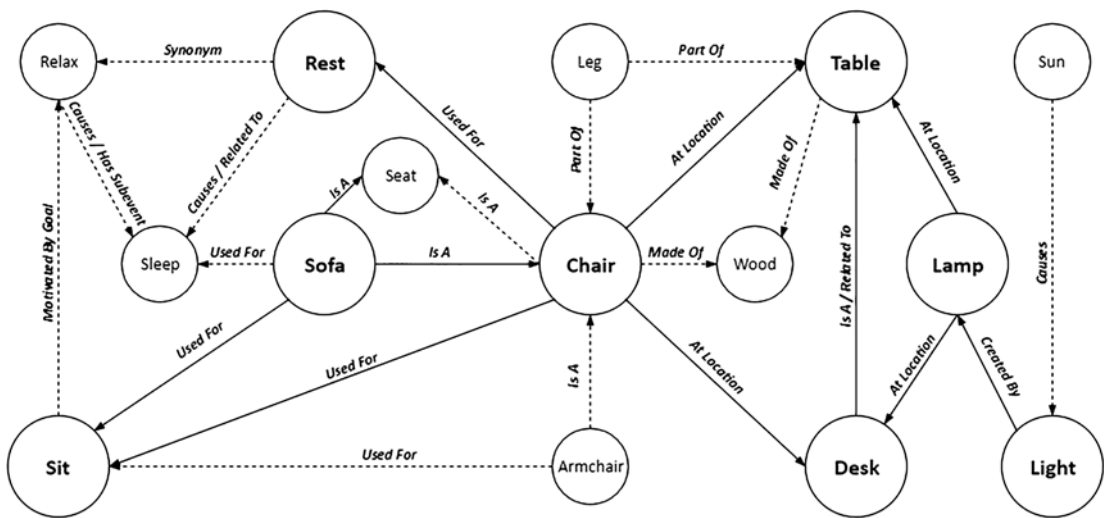 Relax
Synonym
Rest
Leg
Part Of
Table
Sun
Causes / Has Subevent
Causes / Related To
Used For
Part Of
At Location
Made Of
At Location
Is A
Seat
Is A
Motivated By Goal
Sleep
Used For
Sofa
Is A
Chair
Made Of
Wood
Is A / Related To
Lamp
Causes
Used For
Used For
Is A
At Location
At Location
Created By
Sit
Used For
Armchair
Desk
Light